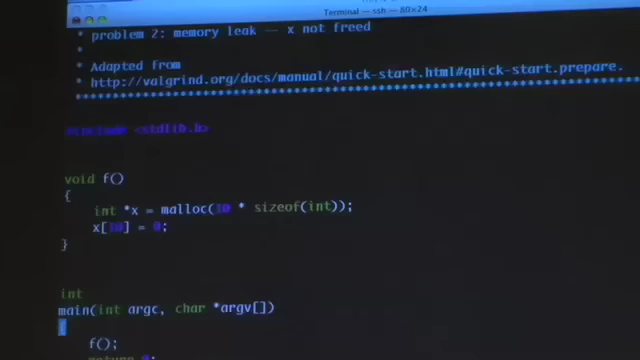 Terminal — ssh — 80×24
* problem 2: memory leak -- x not freed
*
* Adapted from
* http://valgrind.org/docs/manual/quick-start.html#quick-start.prepare.
#include <stdlib.h>
void f()
{
int *x = malloc(10 * sizeof(int));
x[10] = 0;
}
int
main(int argc, char *argv[])
{
f();
return 0;